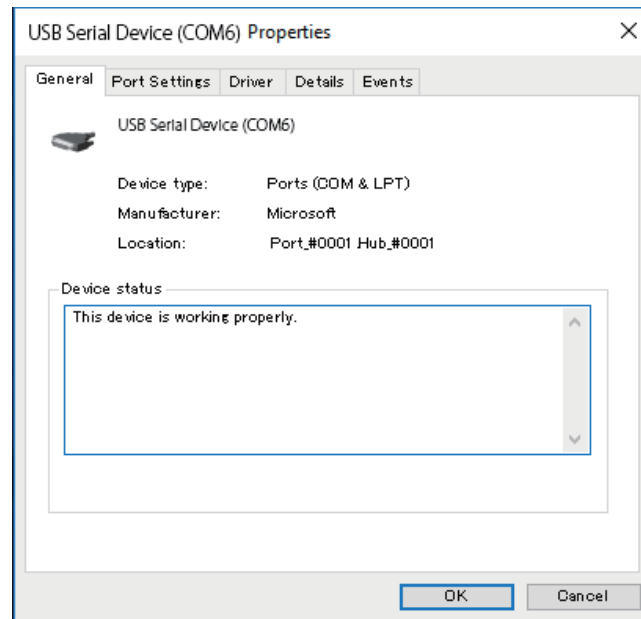 USB Serial Device (COM6) Properties
General Port Settings Driver Details Events
USB Serial Device (COM6)
Device type: Ports (COM & LPT)
Manufacturer: Microsoft
Location: Port_#0001.Hub_#0001
Device status
This device is working properly.
OK Cancel